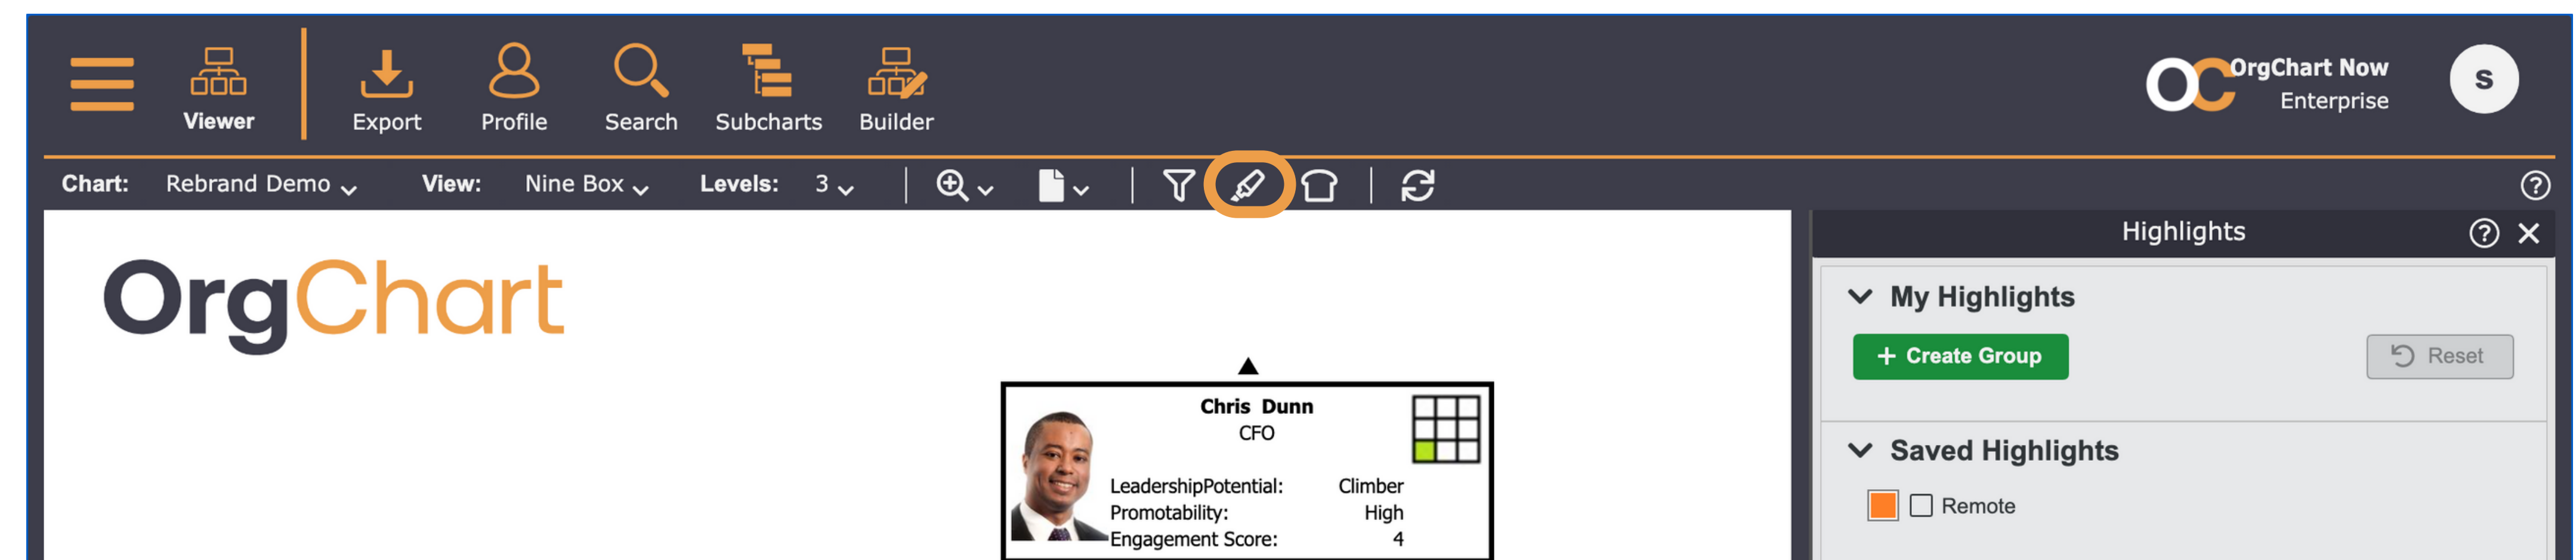 Viewer
Export
Profile
Search
Subcharts
Builder
OC OrgChart Now
Enterprise
S
Chart: Rebrand Demo View: Nine Box Levels: 3
?
OrgChart
Highlights ?
My Highlights
+ Create Group
Reset
Chris Dunn
CFO
LeadershipPotential: Climber
Promotability: High
Engagement Score: 4
Saved Highlights
Remote